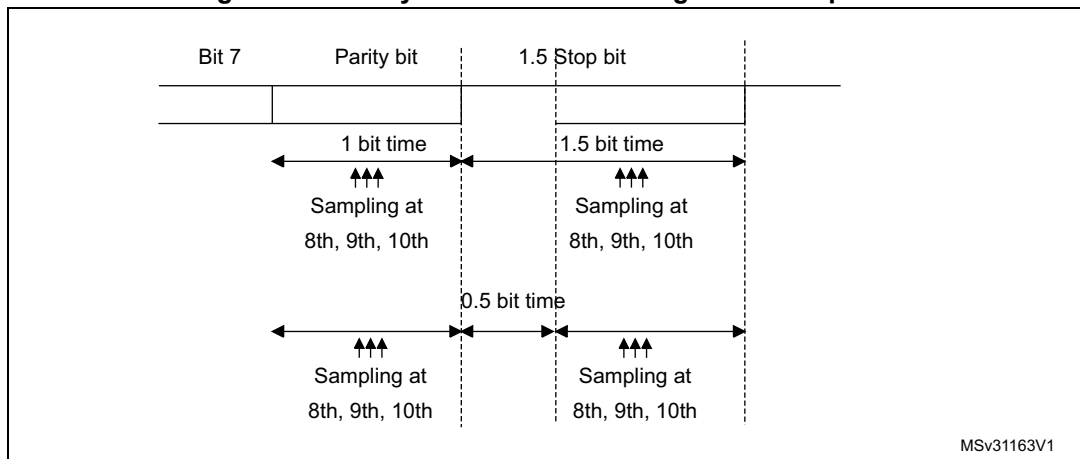 Bit 7 Parity bit 1.5 Stop bit
1 bit time 1.5 bit time
Sampling at Sampling at
8th, 9th, 10th 8th, 9th, 10th
0.5 bit time
Sampling at Sampling at
8th, 9th, 10th 8th, 9th, 10th
MSv31163V1